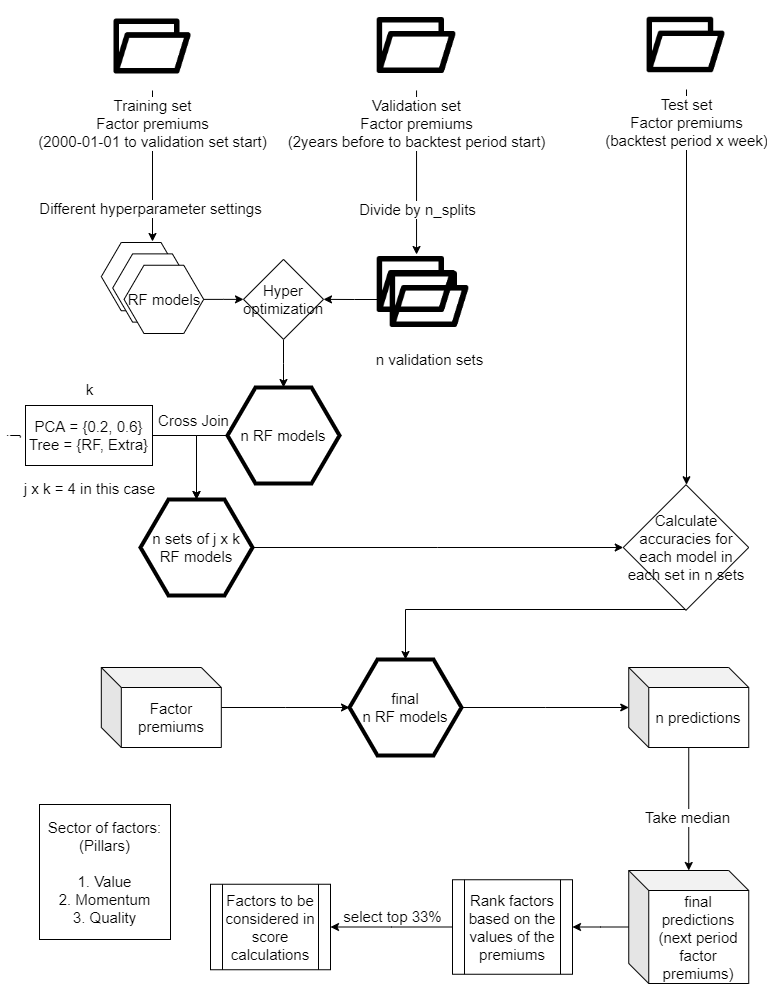 Training set
Factor premiums
(2000-01-01 to validation set start)
Validation set
Factor premiums
(2years before to backtest period start)
Test set
Factor premiums
(backtest period x week)
Different hyperparameter settings
Divide by n_splits
RF models
Hyper
optimization
n validation sets
k
j
PCA = {0.2, 0.6}
Tree = {RF, Extra}
Cross Join
n RF models
j x k = 4 in this case
n sets of j x k
RF models
Calculate
accuracies for
each model in
each set in n sets
Factor
premiums
final
n RF models
n predictions
Take median
Sector of factors:
(Pillars)
1. Value
2. Momentum
3. Quality
Factors to be
considered in
score
calculations
select top 33%
Rank factors
based on the
values of the
premiums
final
predictions
(next period
factor
premiums)